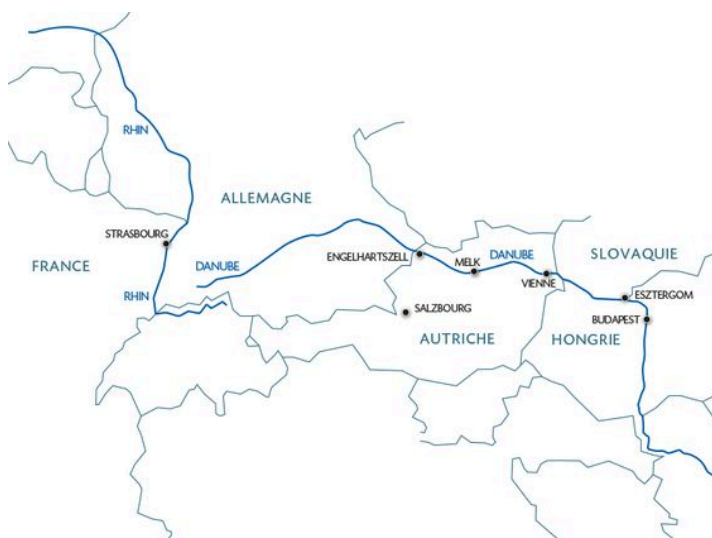 RHIN
ALLEMAGNE
STRASBOURG
FRANCE
DANUBE
RHIN
ENGELHARTSZELL
MELK
DANUBE
VIENNE
SLOVAQUIE
ESZTERGOM
SALZBOURG
AUTRICHE
HONGRIE
BUDAPEST